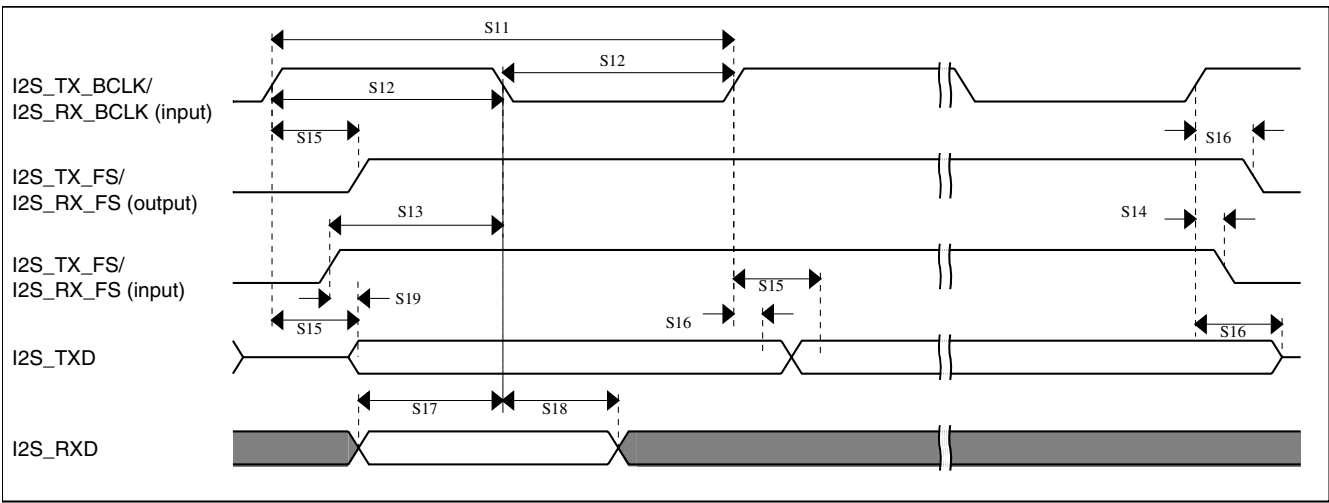 S11
I2S_TX_BCLK/
I2S_RX_BCLK (input)
S12
S12
S15
S16
I2S_TX_FS/
I2S_RX_FS (output)
S13
S14
I2S_TX_FS/
I2S_RX_FS (input)
S15
S19
S16
S15
S16
I2S_TXD
S17
S18
I2S_RXD